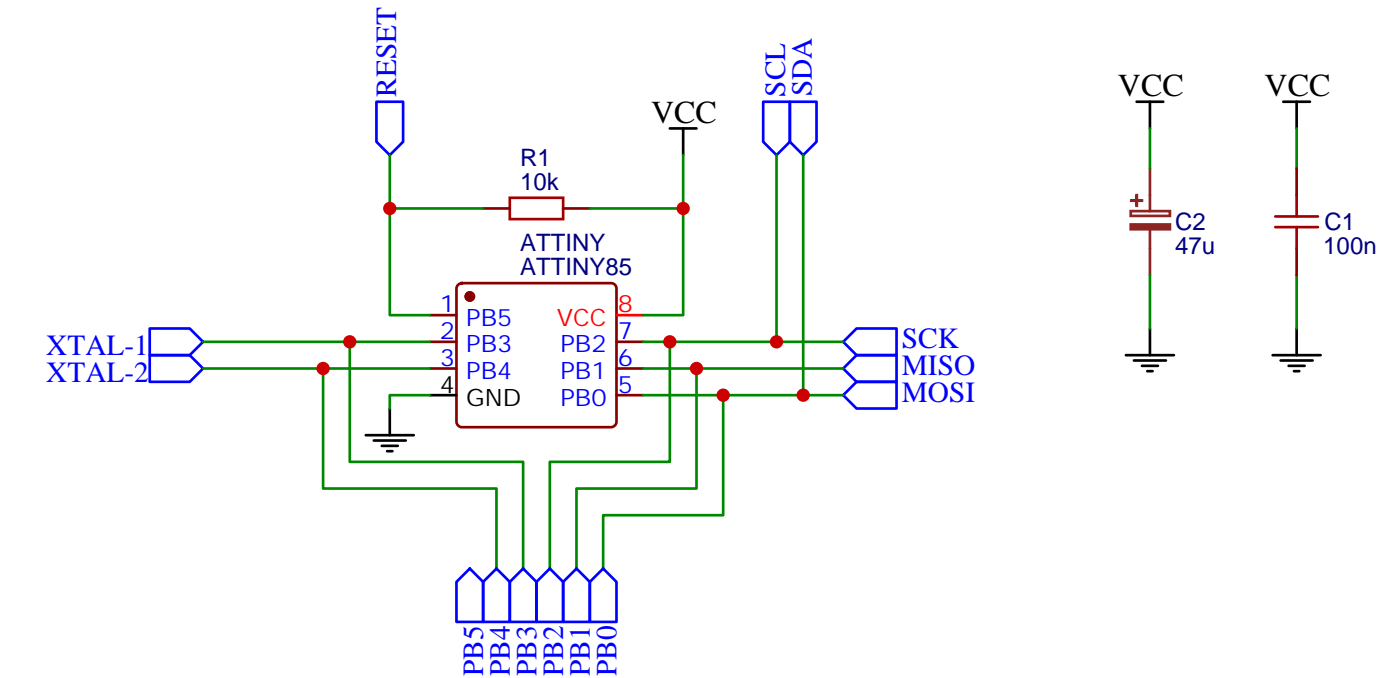 RESET
SCL
SDA
VCC
VCC
VCC
R1
10k
ATTINY
ATTINY85
C2
47u
C1
100n
1
PB5
VCC
8
2
PB3
PB2
7
3
PB4
PB1
6
4
GND
PB0
5
XTAL-1
XTAL-2
SCK
MISO
MOSI
PB5
PB4
PB3
PB2
PB1
PB0
+